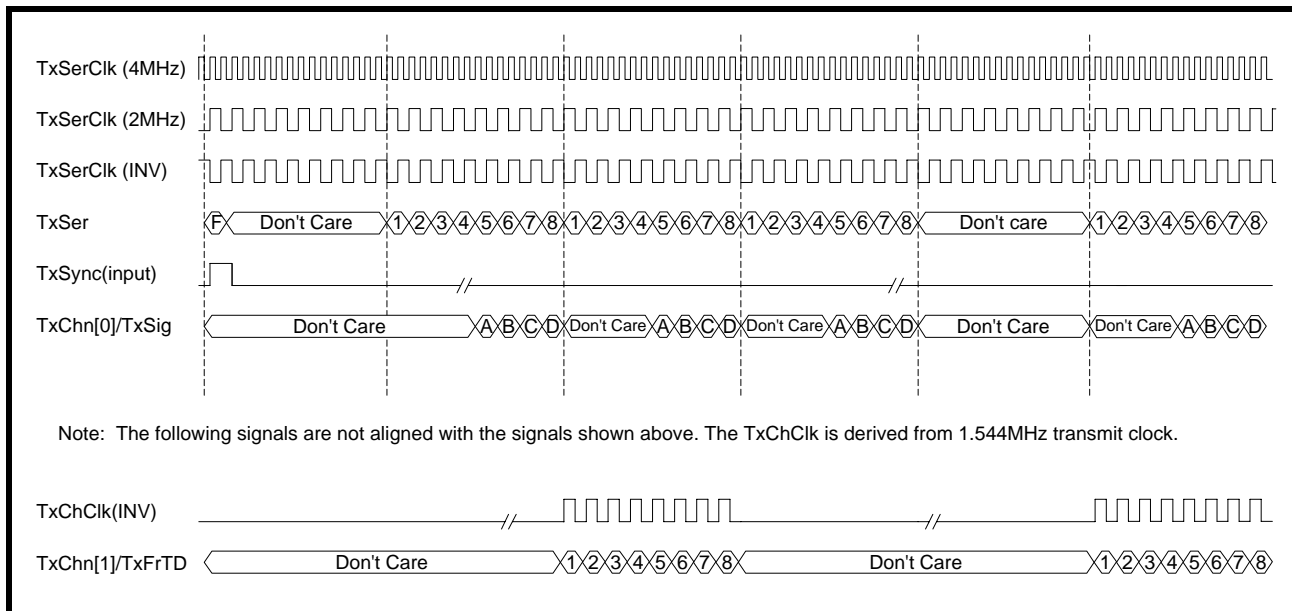 TxSerClk (4MHz)
TxSerClk (2MHz)
TxSerClk (INV)
TxSer F Don't Care 1 2 3 4 5 6 7 8 1 2 3 4 5 6 7 8 1 2 3 4 5 6 7 8 Don't care 1 2 3 4 5 6 7 8
TxSync(input)
TxChn[0]/TxSig Don't Care A B C D Don't Care A B C D Don't Care A B C D Don't Care Don't Care A B C D
Note: The following signals are not aligned with the signals shown above. The TxChClk is derived from 1.544MHz transmit clock.
TxChClk(INV)
TxChn[1]/TxFrTD Don't Care 1 2 3 4 5 6 7 8 Don't Care 1 2 3 4 5 6 7 8